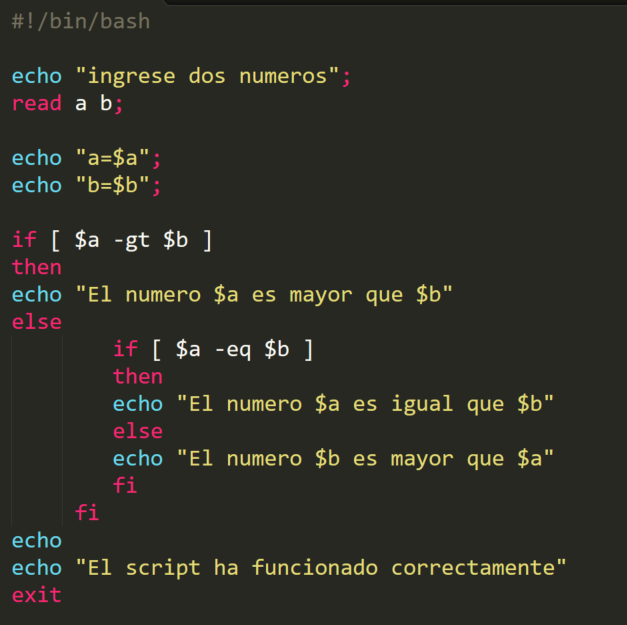 #!/bin/bash
echo "ingrese dos numeros";
read a b;
echo "a=$a";
echo "b=$b";
if [ $a -gt $b ]
then
echo "El numero $a es mayor que $b"
else
if [ $a -eq $b ]
then
echo "El numero $a es igual que $b"
else
echo "El numero $b es mayor que $a"
fi
fi
echo
echo "El script ha funcionado correctamente"
exit